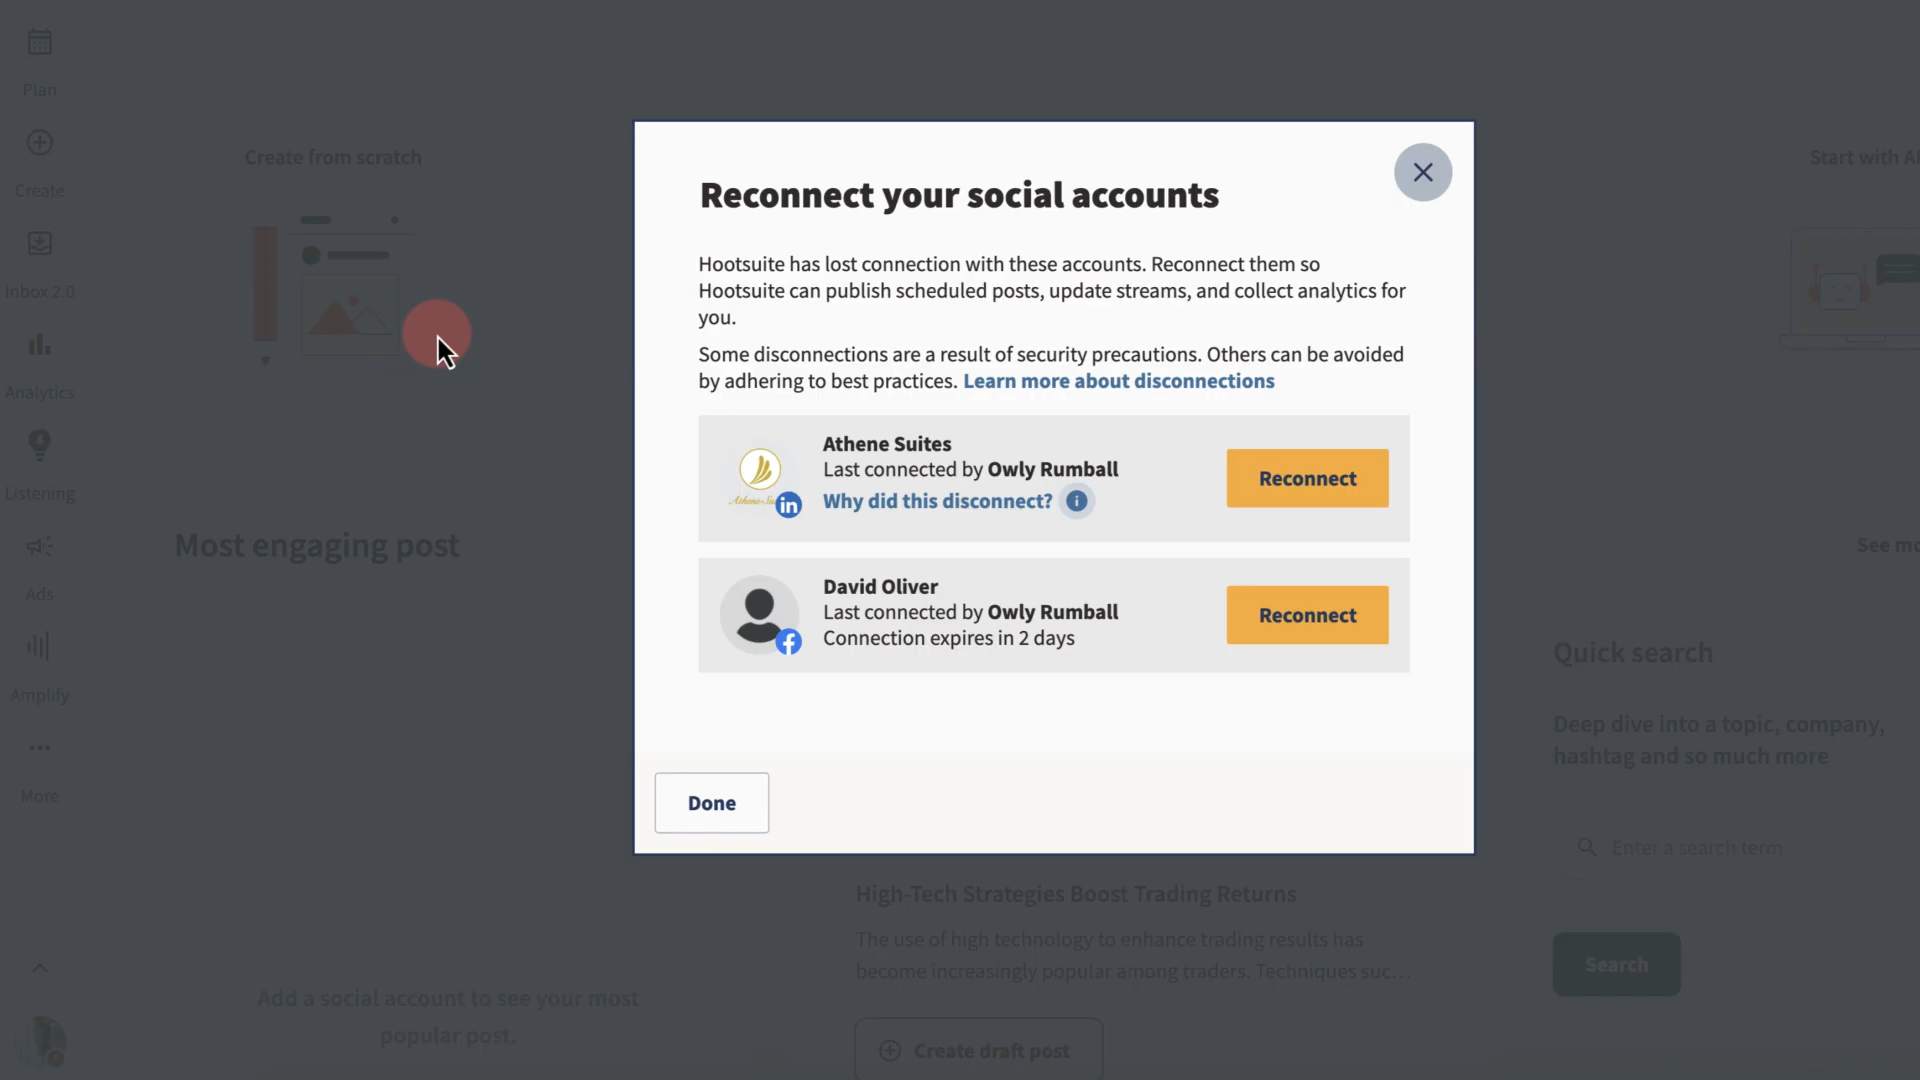 Plan
Create
Inbox 2.0
Analytics
Listening
Ads
Amplify
More
Create from scratch
Start with AI
Most engaging post
See mo
Add a social account to see your most
popular post.
Reconnect your social accounts
Hootsuite has lost connection with these accounts. Reconnect them so
Hootsuite can publish scheduled posts, update streams, and collect analytics for
you.
Some disconnections are a result of security precautions. Others can be avoided
by adhering to best practices. Learn more about disconnections
Athene Suites
Last connected by Owly Rumball
Why did this disconnect?
Reconnect
David Oliver
Last connected by Owly Rumball
Connection expires in 2 days
Reconnect
Done
High-Tech Strategies Boost Trading Returns
The use of high technology to enhance trading results has
become increasingly popular among traders. Techniques suc...
Create draft post
Quick search
Deep dive into a topic, company,
hashtag and so much more
Enter a search term
Search